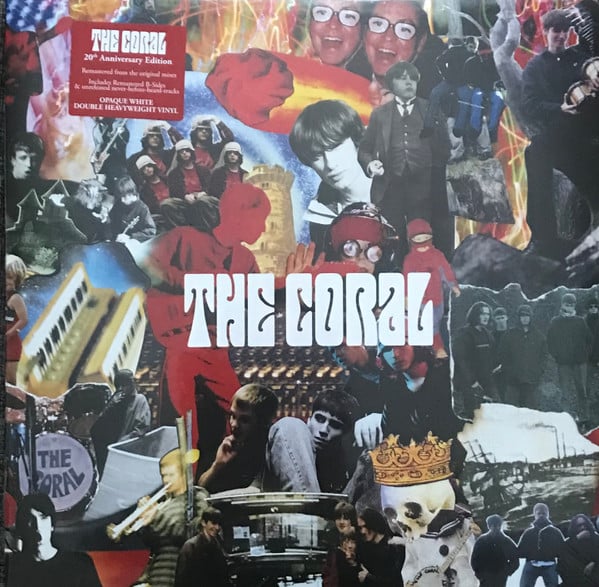 THE CORAL
20th Anniversary Edition
Remastered from the original mixes
Includes Remastered B-Sides
& unreleased never-before-heard-tracks
OPAQUE WHITE
DOUBLE HEAVYWEIGHT VINYL
THE CORAL
THE
CORAL